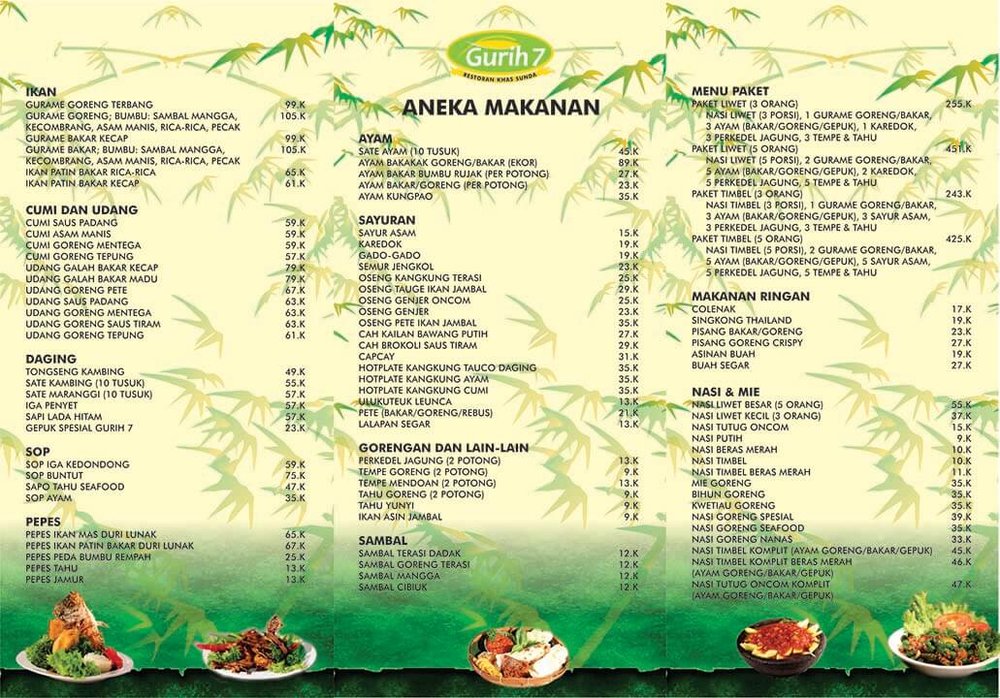 Gurih 7
RESTORAN KHAS SUNDA
ANEKA MAKANAN
IKAN
GURAME GORENG TERBANG 99.K
GURAME GORENG; BUMBU: SAMBAL MANGGA, 105.K
KECOMBRANG, ASAM MANIS, RICA-RICA, PECAK
GURAME BAKAR KECAP 99.K
GURAME BAKAR; BUMBU: SAMBAL MANGGA, 105.K
KECOMBRANG, ASAM MANIS, RICA-RICA, PECAK
IKAN PATIN BAKAR RICA-RICA 65.K
IKAN PATIN BAKAR KECAP 61.K
CUMI DAN UDANG
CUMI SAUS PADANG 59.K
CUMI ASAM MANIS 59.K
CUMI GORENG MENTEGA 59.K
CUMI GORENG TEPUNG 57.K
UDANG GALAH BAKAR KECAP 79.K
UDANG GALAH BAKAR MADU 79.K
UDANG GORENG PETE 67.K
UDANG SAUS PADANG 63.K
UDANG GORENG MENTEGA 63.K
UDANG GORENG SAUS TIRAM 63.K
UDANG GORENG TEPUNG 61.K
DAGING
TONGSENG KAMBING 49.K
SATE KAMBING (10 TUSUK) 55.K
SATE MARANGGI (10 TUSUK) 57.K
IGA PENYET 57.K
SAPI LADA HITAM 57.K
GEPUK SPESIAL GURIH 7 23.K
SOP
SOP IGA KEDONDONG 59.K
SOP BUNTUT 75.K
SAPO TAHU SEAFOOD 47.K
SOP AYAM 35.K
PEPES
PEPES IKAN MAS DURI LUNAK 65.K
PEPES IKAN PATIN BAKAR DURI LUNAK 67.K
PEPES PEDA BUMBU REMPAH 25.K
PEPES TAHU 13.K
PEPES JAMUR 13.K
AYAM
SATE AYAM (10 TUSUK) 45.K
AYAM BAKAKAK GORENG/BAKAR (EKOR) 89.K
AYAM BAKAR BUMBU RUJAK (PER POTONG) 27.K
AYAM BAKAR/GORENG (PER POTONG) 23.K
AYAM KUNGPAO 35.K
SAYURAN
SAYUR ASAM 15.K
KAREDOK 19.K
GADO-GADO 19.K
SEMUR JENGKOL 23.K
OSENG KANGKUNG TERASI 25.K
OSENG TAUGE IKAN JAMBAL 29.K
OSENG GENJER ONCOM 25.K
OSENG GENJER 23.K
OSENG PETE IKAN JAMBAL 35.K
CAH KAILAN BAWANG PUTIH 27.K
CAH BROKOLI SAUS TIRAM 29.K
CAPCAY 31.K
HOTPLATE KANGKUNG TAUCO DAGING 35.K
HOTPLATE KANGKUNG AYAM 35.K
HOTPLATE KANGKUNG CUMI 35.K
ULUKUTEUK LEUNCA 13.K
PETE (BAKAR/GORENG/REBUS) 21.K
LALAPAN SEGAR 13.K
GORENGAN DAN LAIN-LAIN
PERKEDEL JAGUNG (2 POTONG) 13.K
TEMPE GORENG (2 POTONG) 9.K
TEMPE MENDOAN (2 POTONG) 13.K
TAHU GORENG (2 POTONG) 9.K
TAHU YUNYI 9.K
IKAN ASIN JAMBAL 9.K
SAMBAL
SAMBAL TERASI DADAK 12.K
SAMBAL GORENG TERASI 12.K
SAMBAL MANGGA 12.K
SAMBAL CIBIUK 12.K
MENU PAKET
PAKET LIWET (3 ORANG) 255.K
NASI LIWET (3 PORSI), 1 GURAME GORENG/BAKAR,
3 AYAM (BAKAR/GORENG/GEPUK), 1 KAREDOK,
3 PERKEDEL JAGUNG, 3 TEMPE & TAHU
PAKET LIWET (5 ORANG) 451.K
NASI LIWET (5 PORSI), 2 GURAME GORENG/BAKAR,
5 AYAM (BAKAR/GORENG/GEPUK), 2 KAREDOK,
5 PERKEDEL JAGUNG, 5 TEMPE & TAHU
PAKET TIMBEL (3 ORANG) 243.K
NASI TIMBEL (3 PORSI), 1 GURAME GORENG/BAKAR,
3 AYAM (BAKAR/GORENG/GEPUK), 3 SAYUR ASAM,
3 PERKEDEL JAGUNG, 3 TEMPE & TAHU
PAKET TIMBEL (5 ORANG) 425.K
NASI TIMBEL (5 PORSI), 2 GURAME GORENG/BAKAR,
5 AYAM (BAKAR/GORENG/GEPUK), 5 SAYUR ASAM,
5 PERKEDEL JAGUNG, 5 TEMPE & TAHU
MAKANAN RINGAN
COLENAK 17.K
SINGKONG THAILAND 19.K
PISANG BAKAR/GORENG 23.K
PISANG GORENG CRISPY 27.K
ASINAN BUAH 19.K
BUAH SEGAR 27.K
NASI & MIE
NASI LIWET BESAR (5 ORANG) 55.K
NASI LIWET KECIL (3 ORANG) 37.K
NASI TUTUG ONCOM 15.K
NASI PUTIH 9.K
NASI BERAS MERAH 10.K
NASI TIMBEL 10.K
NASI TIMBEL BERAS MERAH 11.K
MIE GORENG 35.K
BIHUN GORENG 35.K
KWETIAU GORENG 35.K
NASI GORENG SPESIAL 39.K
NASI GORENG SEAFOOD 35.K
NASI GORENG NANAS 33.K
NASI TIMBEL KOMPLIT (AYAM GORENG/BAKAR/GEPUK) 45.K
NASI TIMBEL KOMPLIT BERAS MERAH 46.K
(AYAM GORENG/BAKAR/GEPUK)
NASI TUTUG ONCOM KOMPLIT 47.K
(AYAM GORENG/BAKAR/GEPUK)